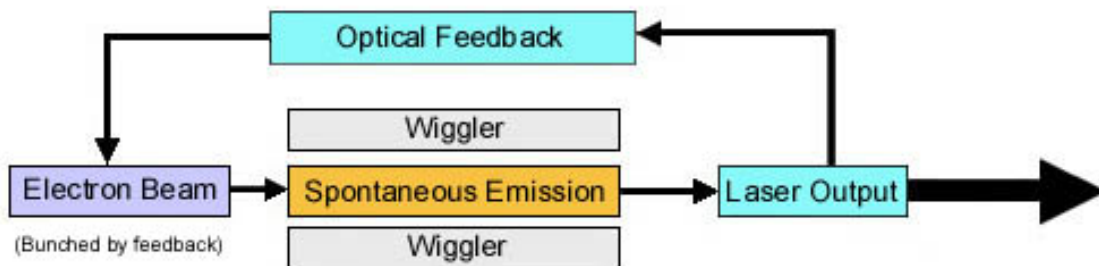 Optical Feedback
Wiggler
Electron Beam
Spontaneous Emission
Laser Output
(Bunched by feedback)
Wiggler